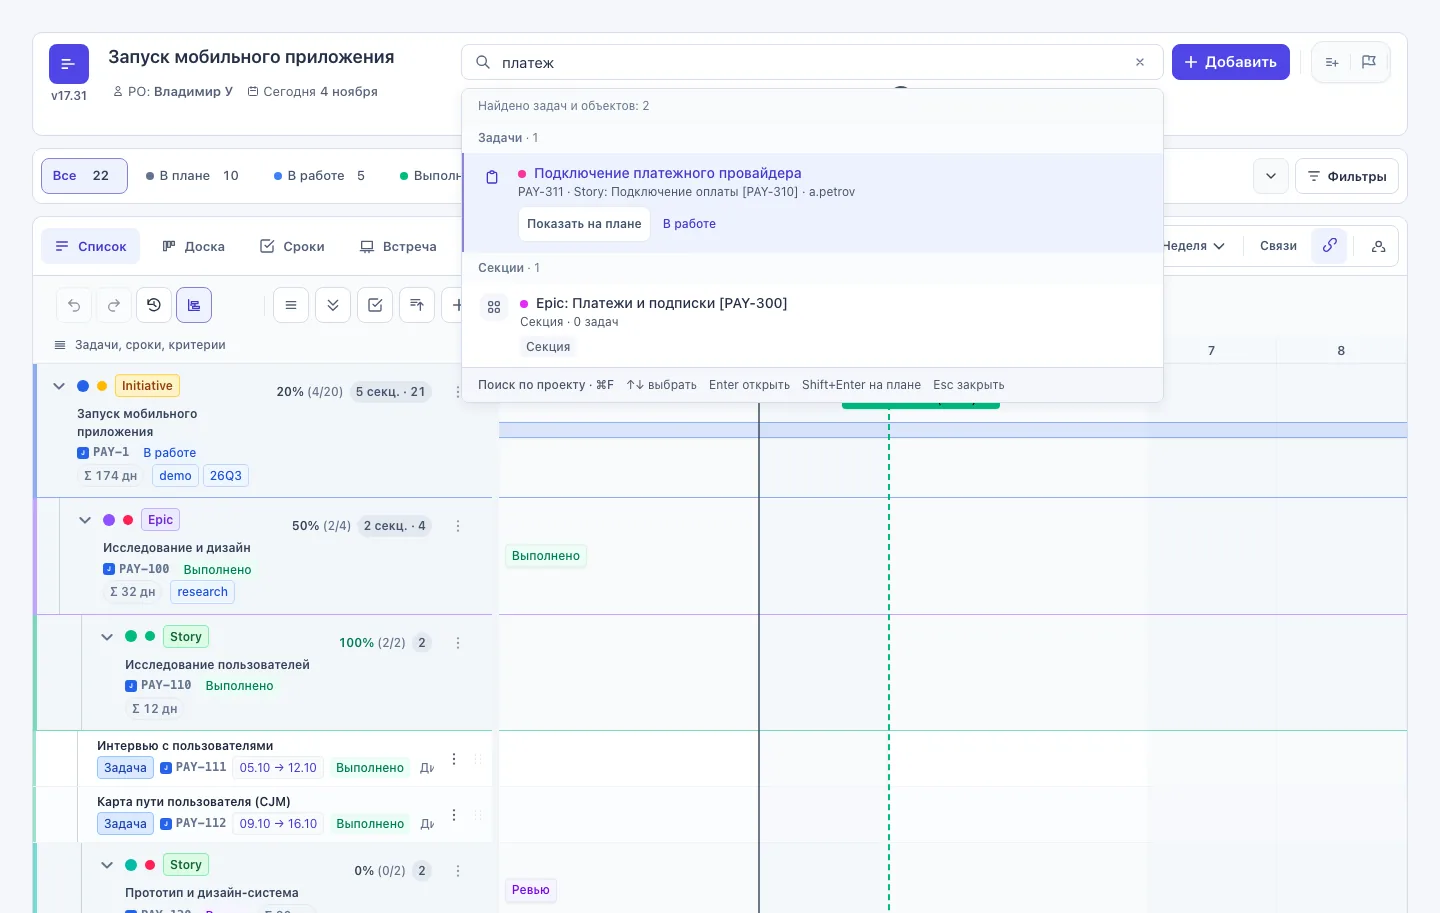 Запуск мобильного приложения
платеж
Добавить
v17.31
PO: Владимир У
Сегодня 4 ноября
Найдено задач и объектов: 2
Задачи · 1
Подключение платежного провайдера
PAY-311 · Story: Подключение оплаты [PAY-310] · a.petrov
Показать на плане
В работе
Секции · 1
Epic: Платежи и подписки [PAY-300]
Секция · 0 задач
Секция
Поиск по проекту · ⌘F ↑↓ выбрать Enter открыть Shift+Enter на плане Esc закрыть
Все 22
В плане 10
В работе 5
Фильтры
Список
Доска
Сроки
Встреча
Неделя
Связи
Задачи, сроки, критерии
7
8
Initiative
20% (4/20) 5 секц. · 21
Запуск мобильного
приложения
PAY-1 В работе
Σ 174 дн demo 26Q3
Epic
50% (2/4) 2 секц. · 4
Исследование и дизайн
PAY-100 Выполнено
Σ 32 дн research
Выполнено
Story
100% (2/2) 2
Исследование пользователей
PAY-110 Выполнено
Σ 12 дн
Интервью с пользователями
Задача PAY-111 05.10 → 12.10 Выполнено
Карта пути пользователя (CJM)
Задача PAY-112 09.10 → 16.10 Выполнено
Story
0% (0/2) 2
Прототип и дизайн-система
Ревью